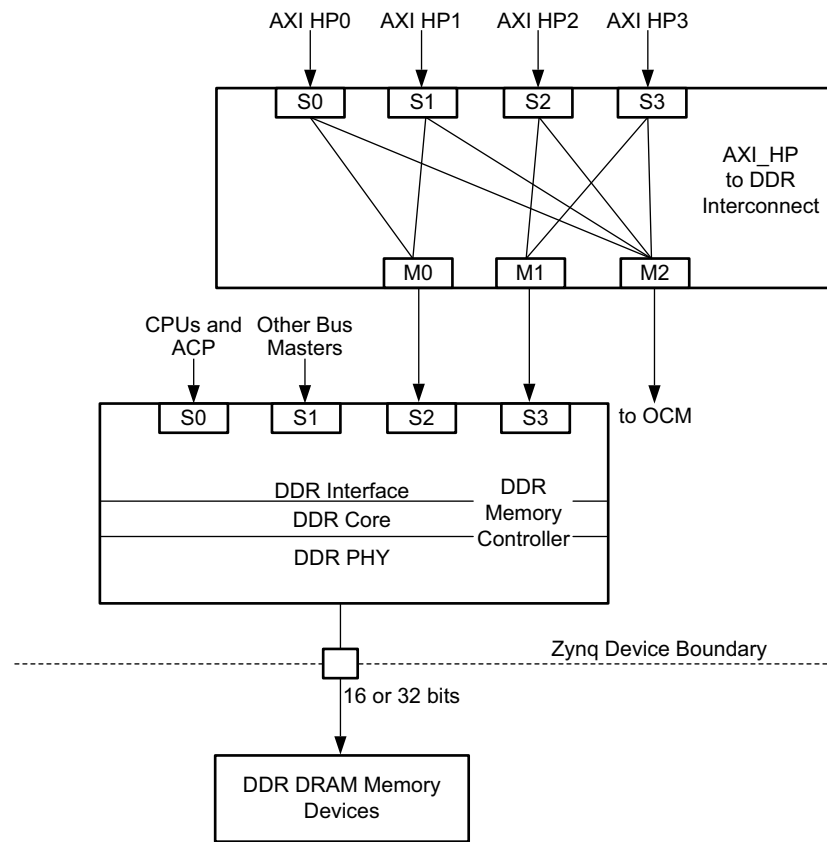 AXI HP0
AXI HP1
AXI HP2
AXI HP3
S0
S1
S2
S3
AXI_HP
to DDR
Interconnect
M0
M1
M2
CPUs and
ACP
Other Bus
Masters
S0
S1
S2
S3
to OCM
DDR Interface
DDR Core
DDR PHY
DDR
Memory
Controller
Zynq Device Boundary
16 or 32 bits
DDR DRAM Memory
Devices